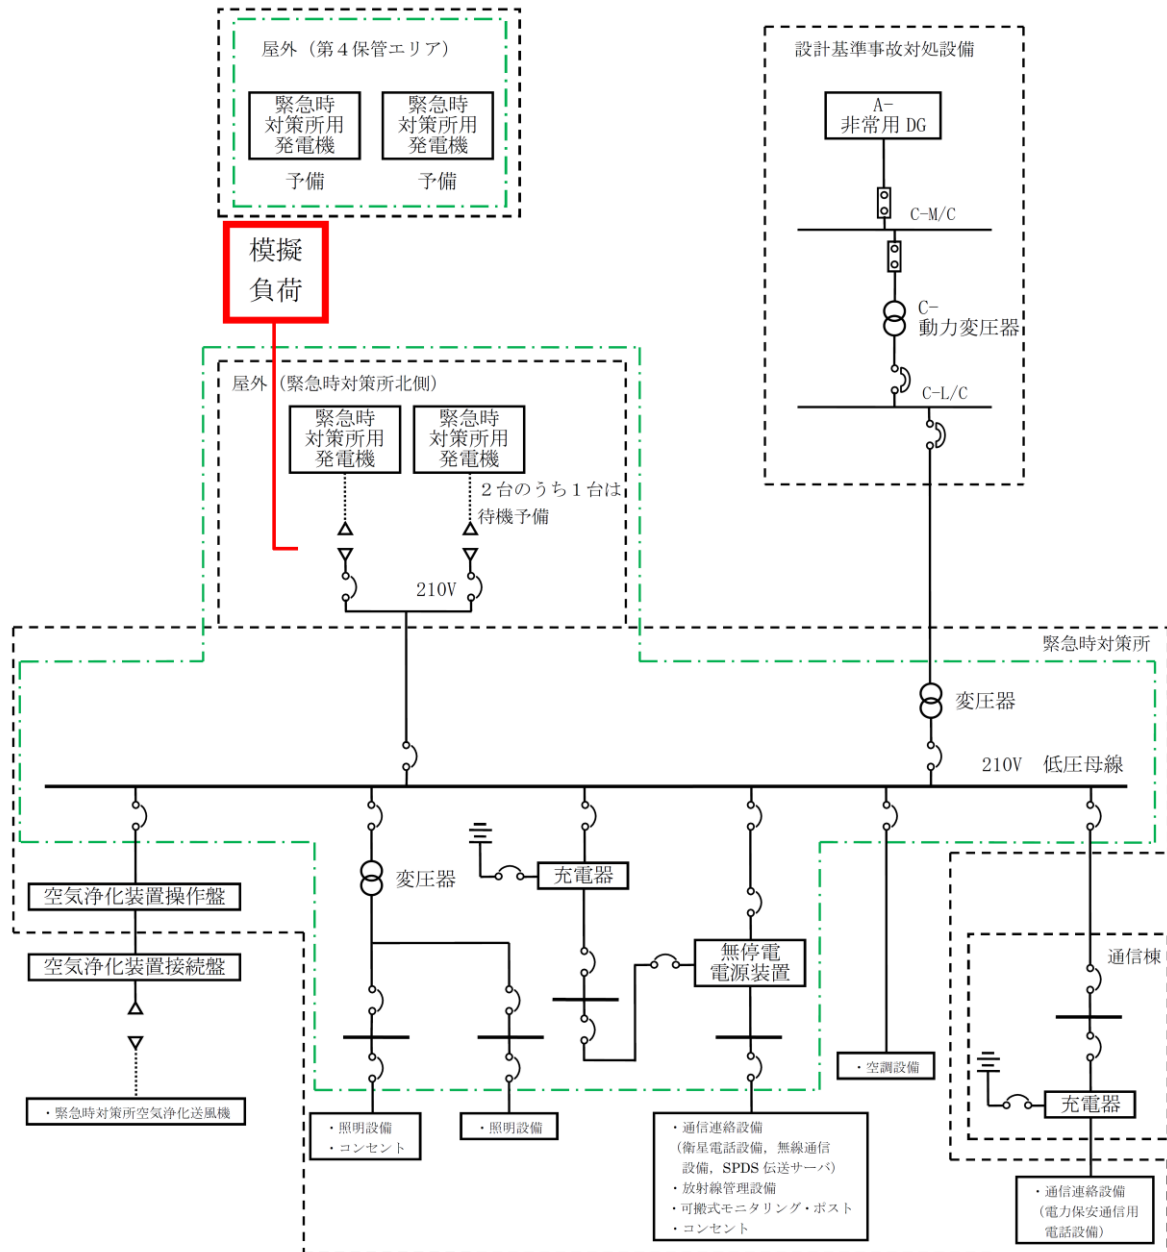 屋外（第４保管エリア）
緊急時
対策所用
発電機
緊急時
対策所用
発電機
予備
予備
設計基準事故対処設備
A-
非常用 DG
C-M/C
C-
動力変圧器
C-L/C
模擬
負荷
屋外（緊急時対策所北側）
緊急時
対策所用
発電機
緊急時
対策所用
発電機
２台のうち１台は
待機予備
210V
緊急時対策所
変圧器
210V 低圧母線
変圧器
充電器
空気浄化装置操作盤
空気浄化装置接続盤
無停電
電源装置
通信棟
・空調設備
充電器
・緊急時対策所空気浄化送風機
・照明設備
・コンセント
・照明設備
・通信連絡設備
（衛星電話設備，無線通信
設備，SPDS 伝送サーバ）
・放射線管理設備
・可搬式モニタリング・ポスト
・コンセント
・通信連絡設備
（電力保安通信用
電話設備）